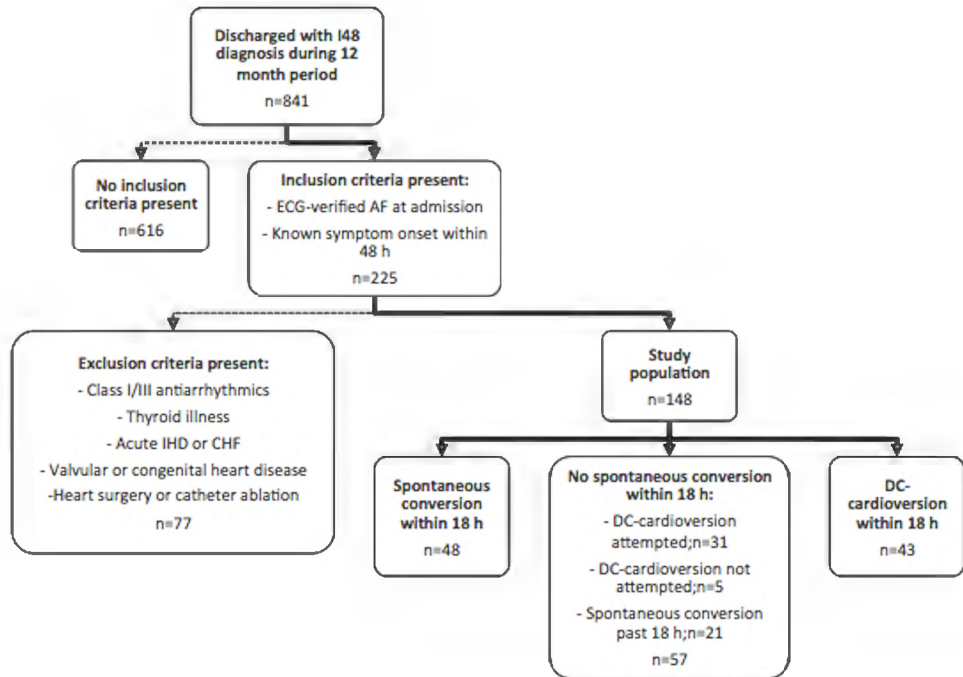 Discharged with I48
diagnosis during 12
month period
n=841
No inclusion
criteria present
n=616
Inclusion criteria present:
- ECG-verified AF at admission
- Known symptom onset within
48 h
n=225
Exclusion criteria present:
- Class I/III antiarrhythmics
- Thyroid illness
- Acute IHD or CHF
- Valvular or congenital heart disease
-Heart surgery or catheter ablation
n=77
Study
population
n=148
Spontaneous
conversion
within 18 h
n=48
No spontaneous conversion
within 18 h:
- DC-cardioversion
attempted;n=31
- DC-cardioversion not
attempted;n=5
- Spontaneous conversion
past 18 h;n=21
n=57
DC-
cardioversion
within 18 h
n=43